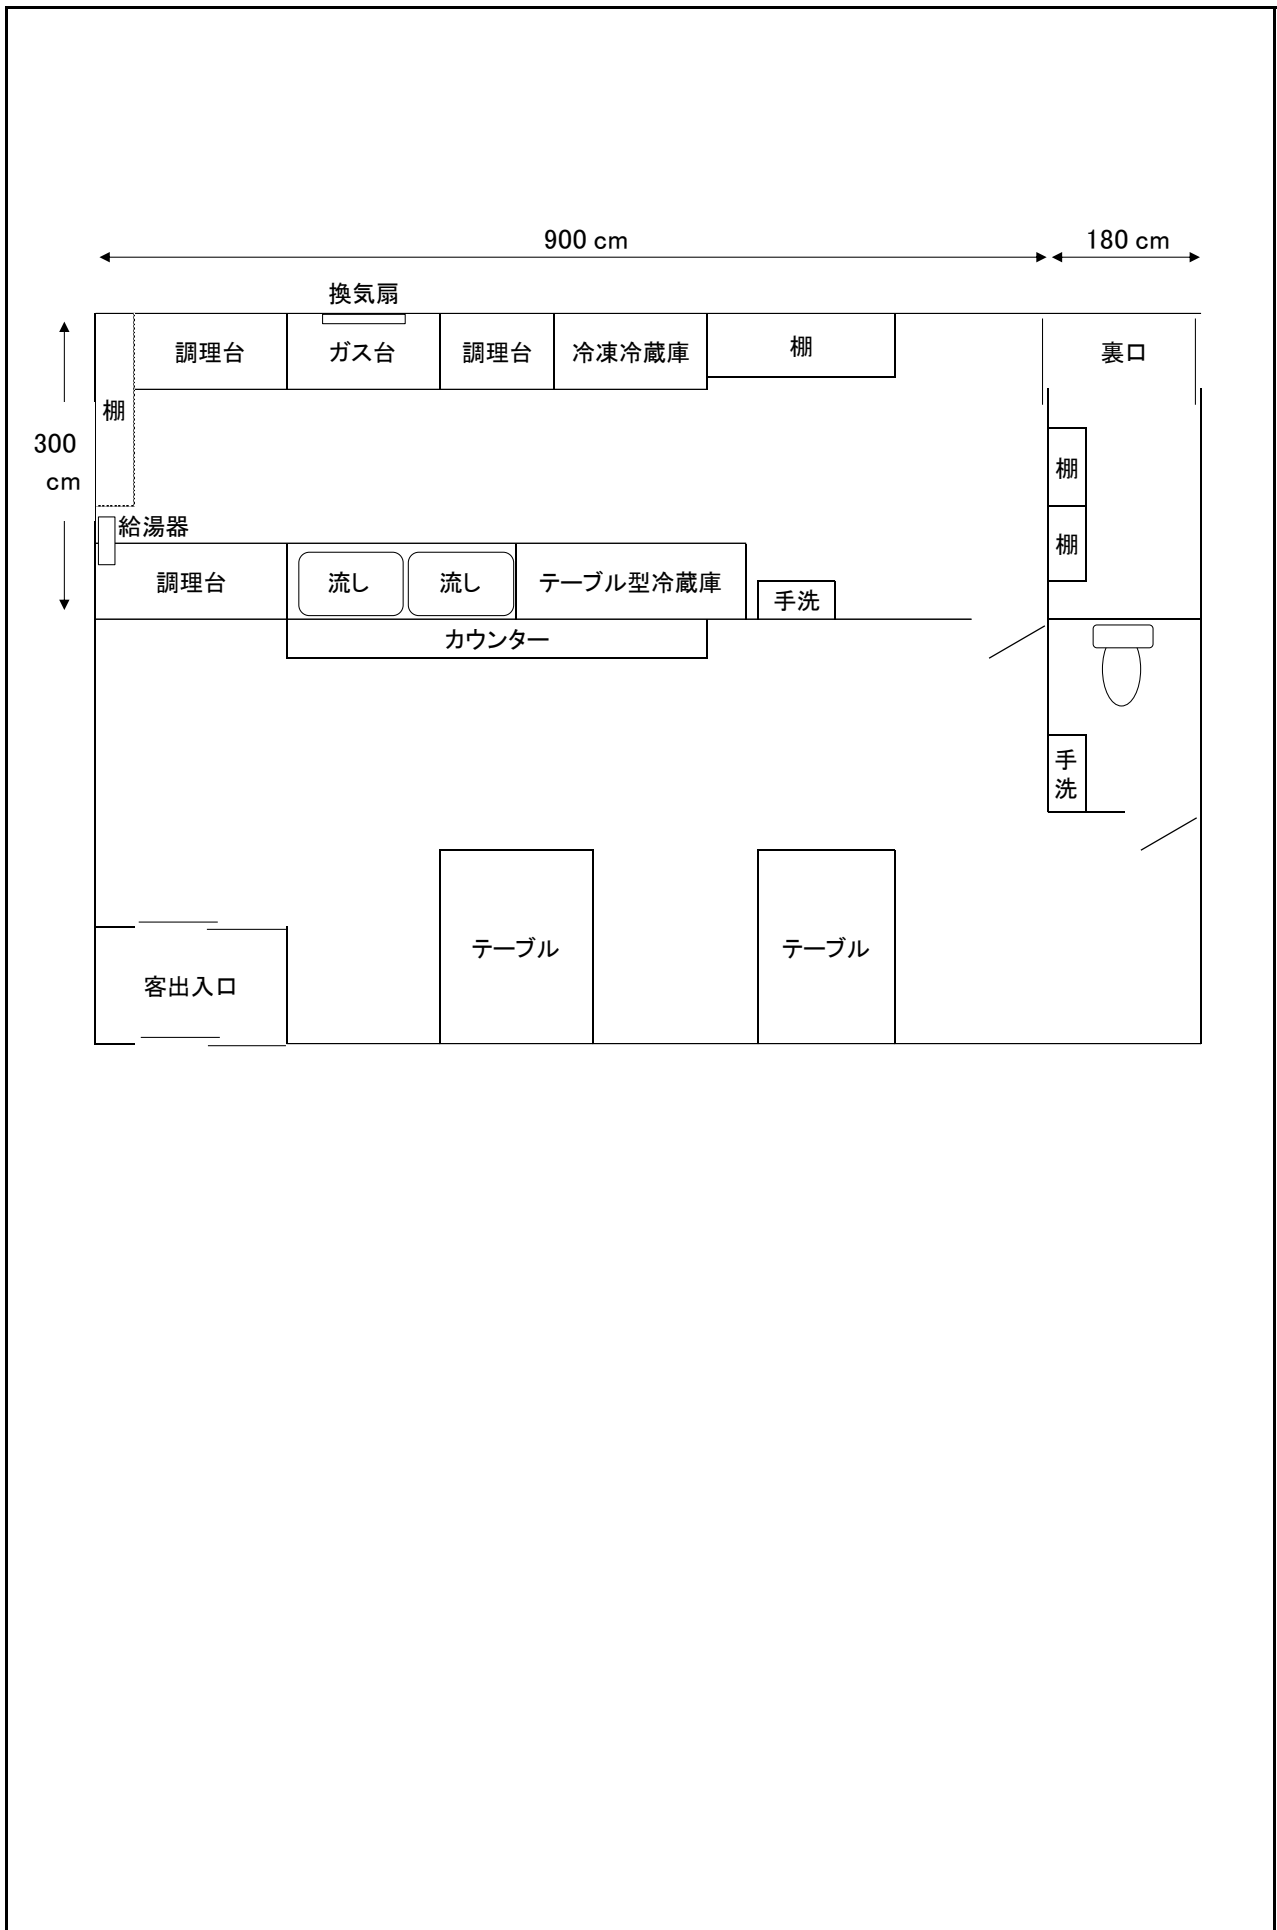 900 cm
180 cm
換気扇
調理台
ガス台
調理台
冷凍冷蔵庫
棚
裏口
棚
300
cm
棚
給湯器
棚
調理台
流し
流し
テーブル型冷蔵庫
手洗
カウンター
手
洗
テーブル
テーブル
客出入口